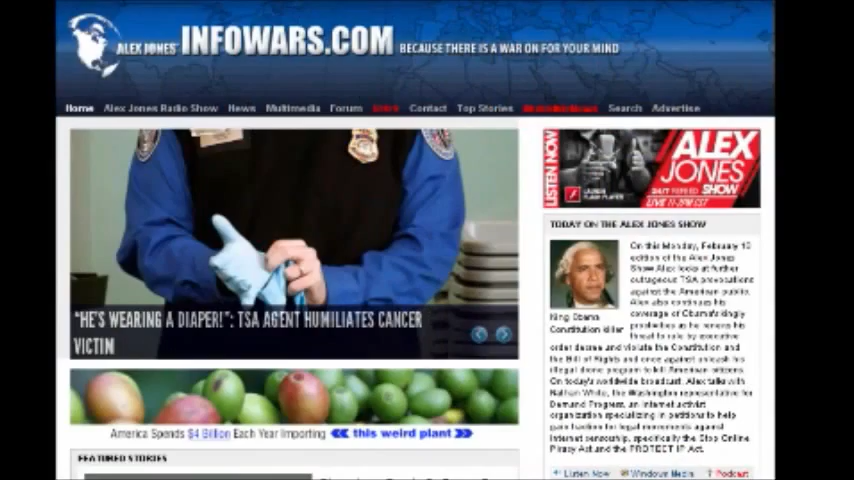 ALEX JONES' INFOWARS.COM BECAUSE THERE IS A WAR ON FOR YOUR MIND
Home Alex Jones Radio Show News Multimedia Forum Contact Top Stories Search Advertise
"HE'S WEARING A DIAPER!": TSA AGENT HUMILIATES CANCER
VICTIM
America Spends $4 Billion Each Year Importing this weird plant
FEATURED STORIES
LISTEN NOW
ALEX
JONES
SHOW
LIVE 11-2PM CST
LAUNCH
FLASH PLAYER
TODAY ON THE ALEX JONES SHOW
King Obama
Constitution killer
On this Monday, February 13
edition of the Alex Jones
Show Alex looks at further
outrageous TSA provocations
against the American public.
Alex also continues his
coverage of Obama's kingly
proclivities as he renews his
threat to rule by executive
order decree and violate the Constitution and
the Bill of Rights and once against unleash his
illegal drone program to kill American citizens.
On today's worldwide broadcast, Alex talks with
Nathan White, the Washington representative for
Demand Progress, an internet activist
organization specializing in petitions to help
gain traction for legal movements against
internet censorship, specifically the Stop Online
Piracy Act and the PROTECT IP Act.
Listen Now Windows Media Podcast